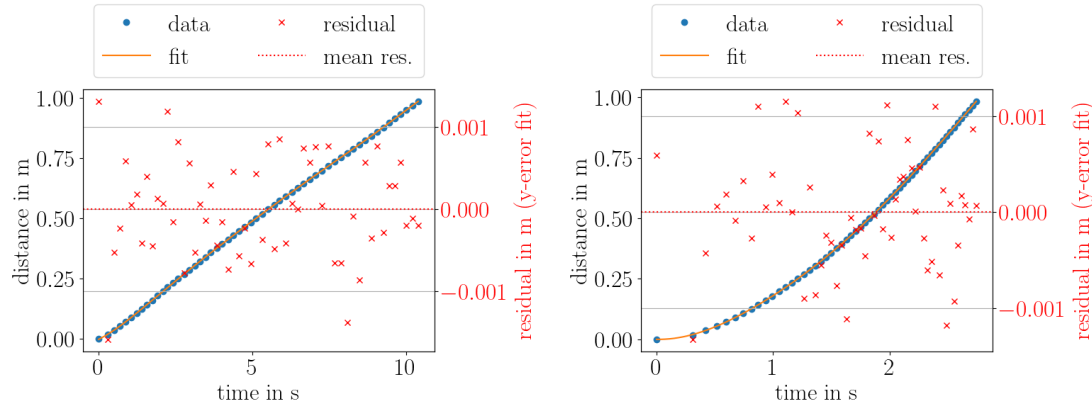 data
residual
fit
mean res.
distance in m
1.00
0.75
0.50
0.25
0.00
0
5
10
time in s
0.001
0.000
−0.001
residual in m (y-error fit)
data
residual
fit
mean res.
distance in m
1.00
0.75
0.50
0.25
0.00
0
1
2
time in s
0.001
0.000
−0.001
residual in m (y-error fit)